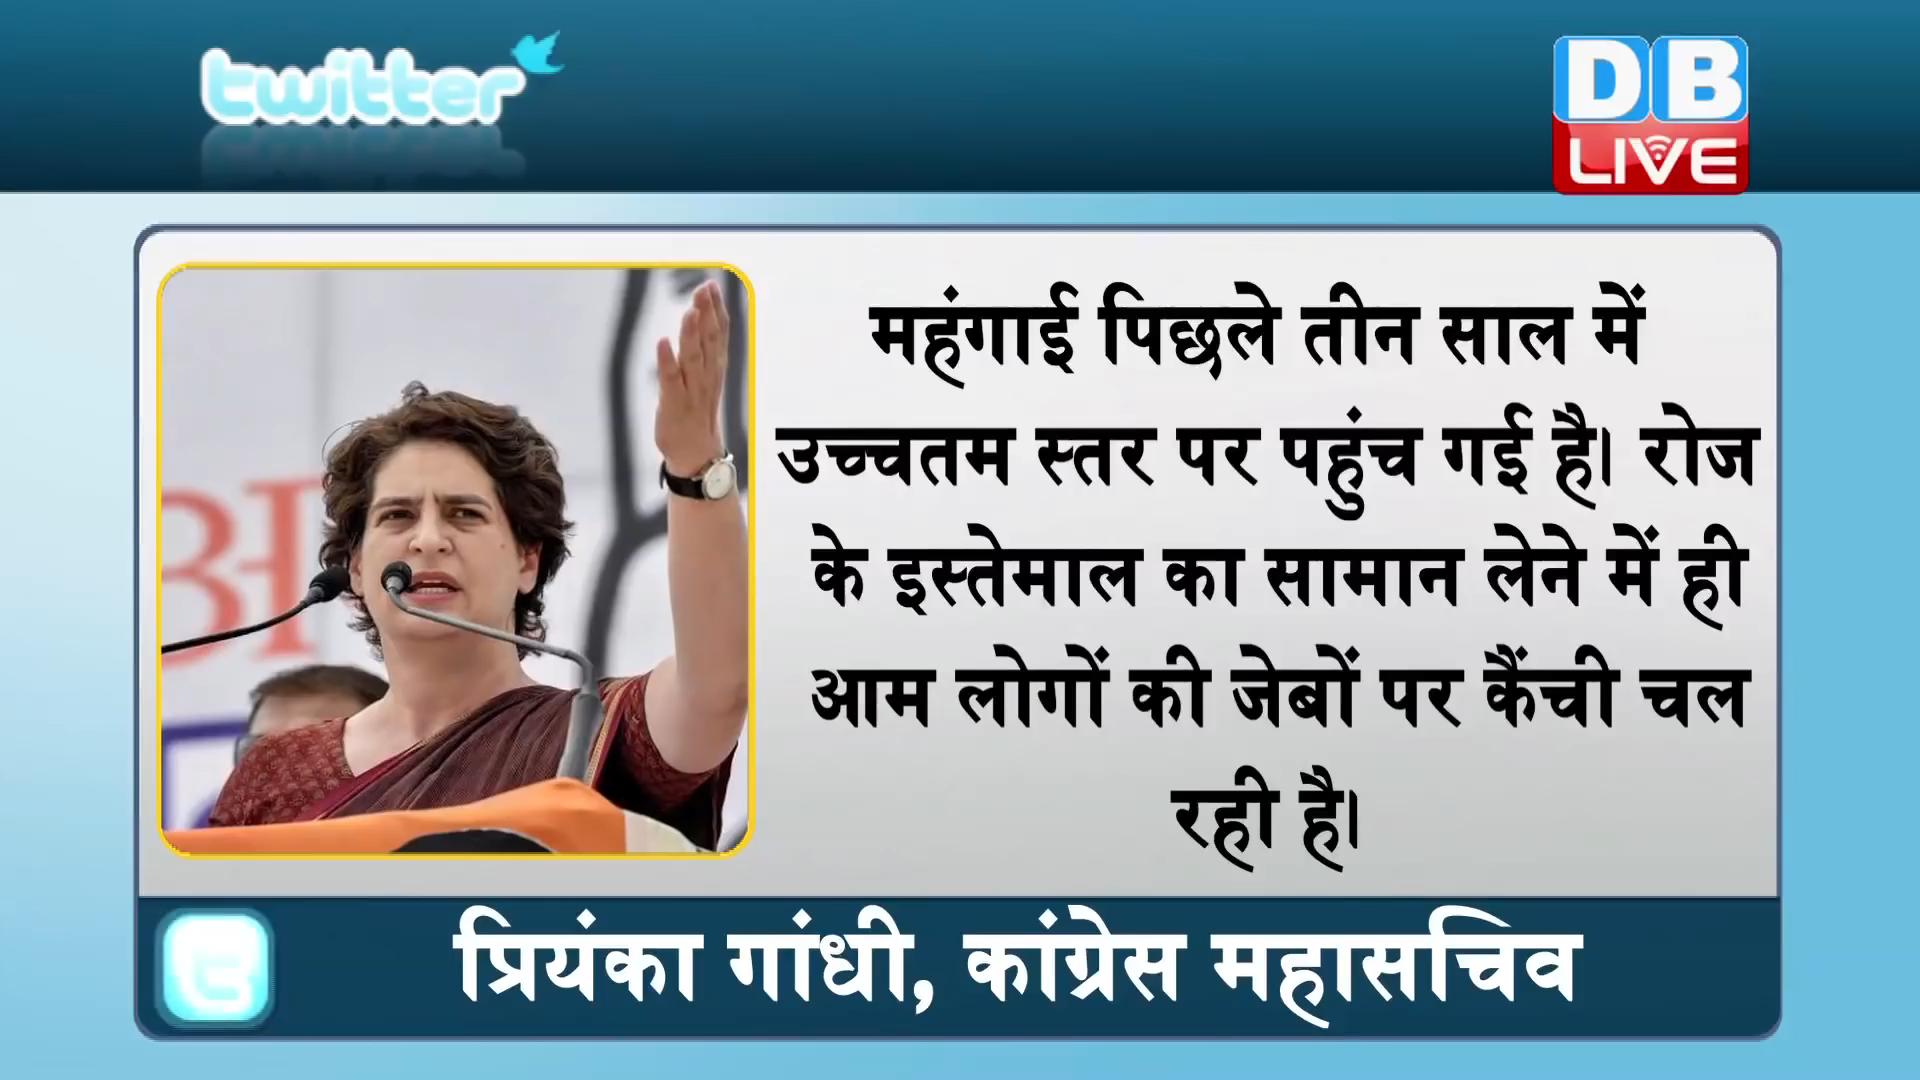 twitter
DB
LIVE
महंगाई पिछले तीन साल में
उच्चतम स्तर पर पहुंच गई है। रोज
के इस्तेमाल का सामान लेने में ही
आम लोगों की जेबों पर कैंची चल
रही है।
प्रियंका गांधी, कांग्रेस महासचिव